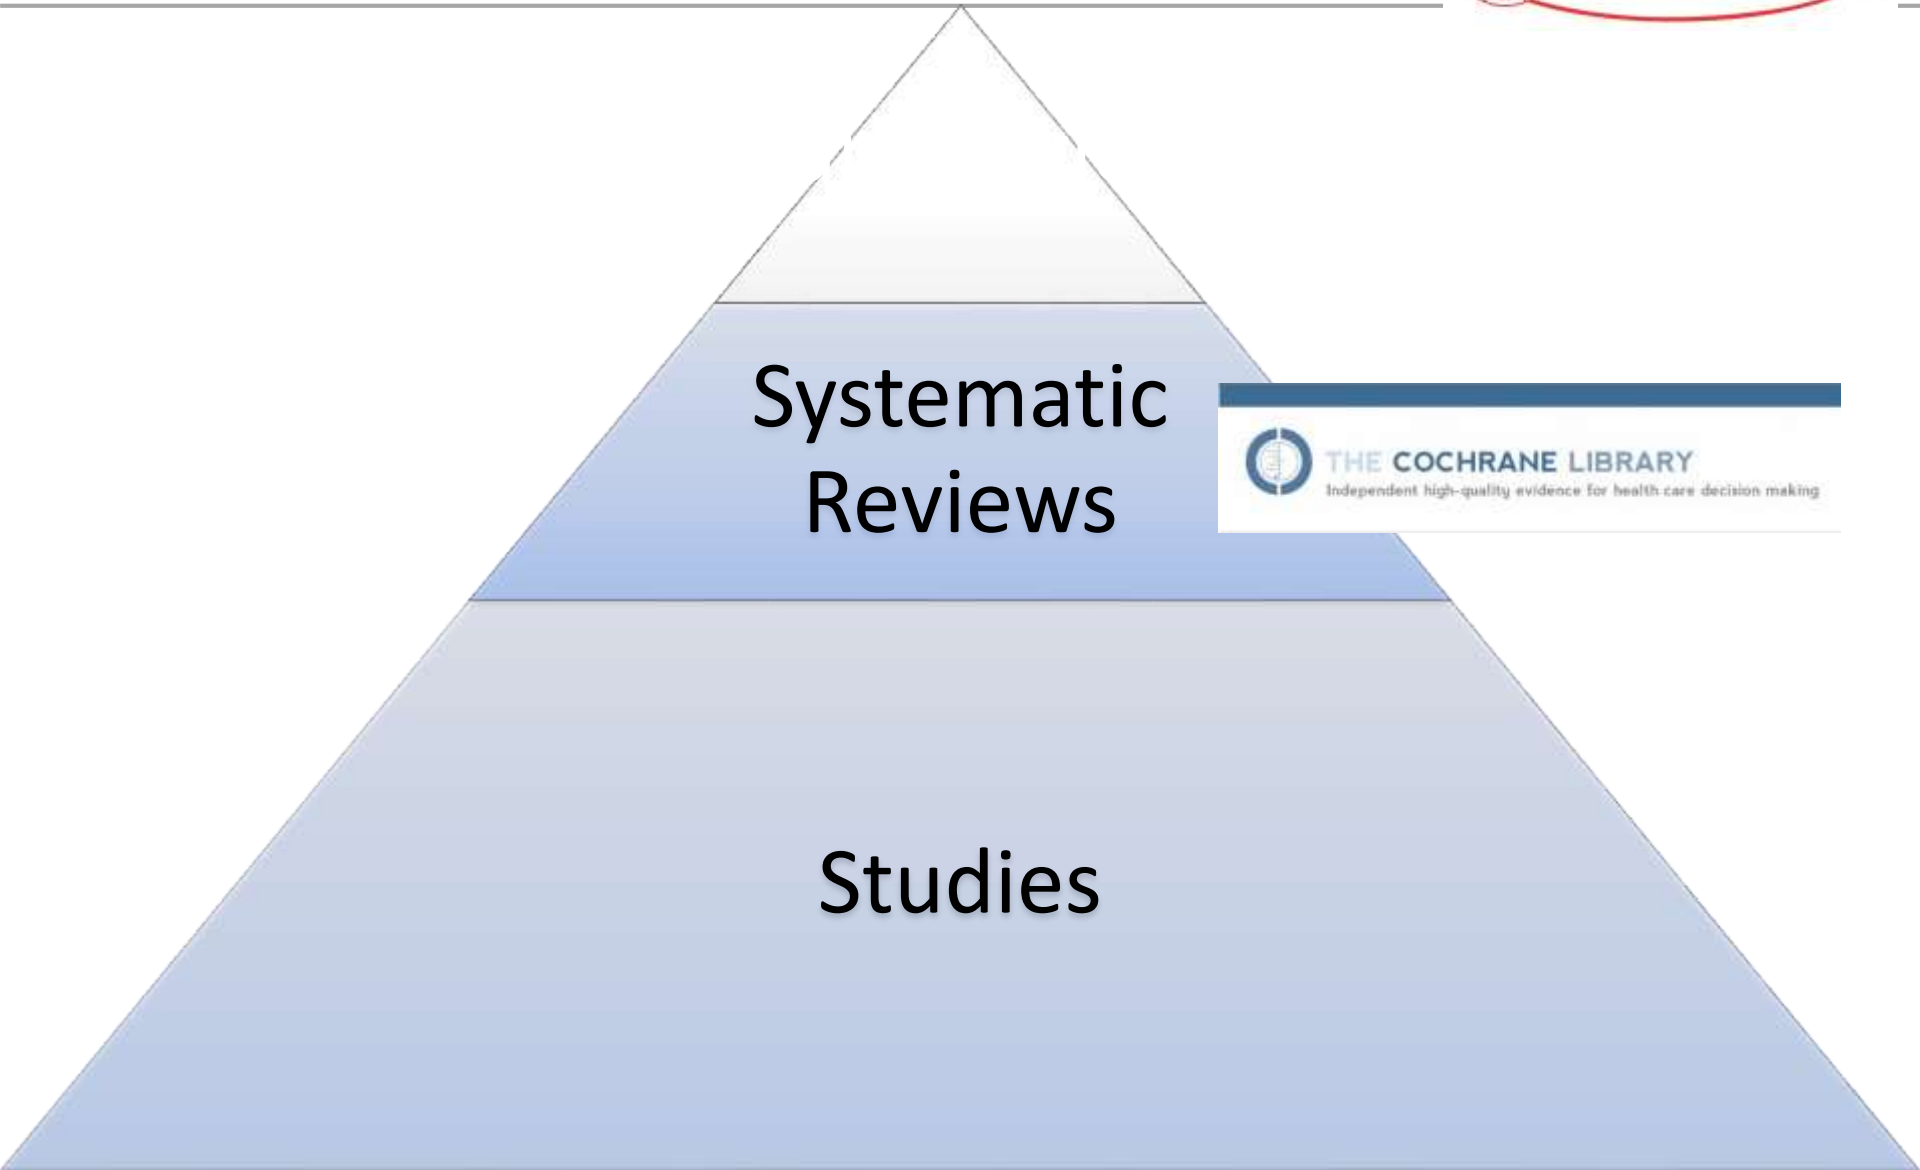 Systematic
Reviews
THE COCHRANE LIBRARY
Independent high-quality evidence for health care decision making
Studies